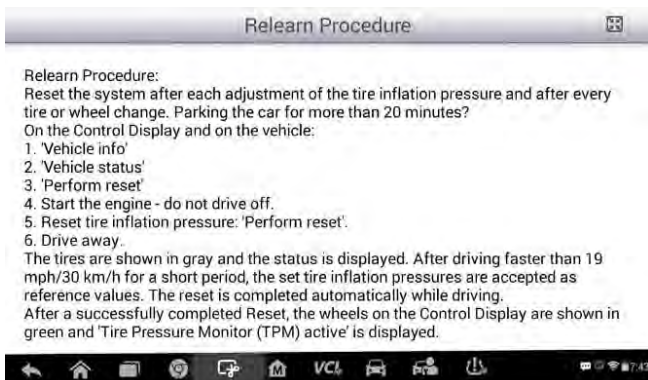 Relearn Procedure
Relearn Procedure:
Reset the system after each adjustment of the tire inflation pressure and after every
tire or wheel change. Parking the car for more than 20 minutes?
On the Control Display and on the vehicle:
1. 'Vehicle info'
2. 'Vehicle status'
3. 'Perform reset'
4. Start the engine - do not drive off.
5. Reset tire inflation pressure: 'Perform reset'.
6. Drive away.
The tires are shown in gray and the status is displayed. After driving faster than 19
mph/30 km/h for a short period, the set tire inflation pressures are accepted as
reference values. The reset is completed automatically while driving.
After a successfully completed Reset, the wheels on the Control Display are shown in
green and 'Tire Pressure Monitor (TPM) active' is displayed.
M VCI